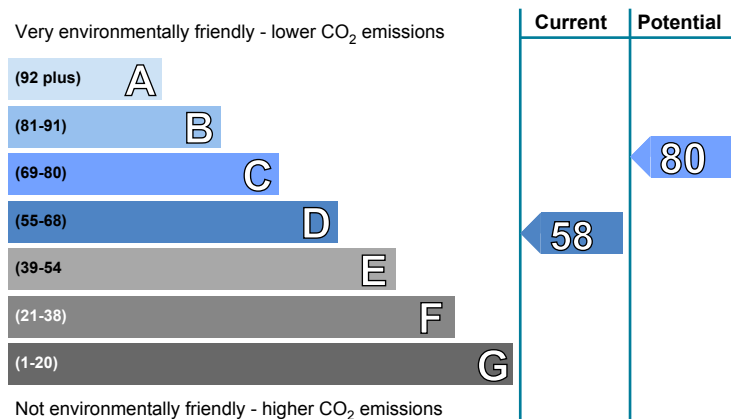 Current Potential
Very environmentally friendly - lower CO₂ emissions
(92 plus) A
(81-91) B
(69-80) C
80
(55-68) D
58
(39-54 E
(21-38) F
(1-20) G
Not environmentally friendly - higher CO₂ emissions